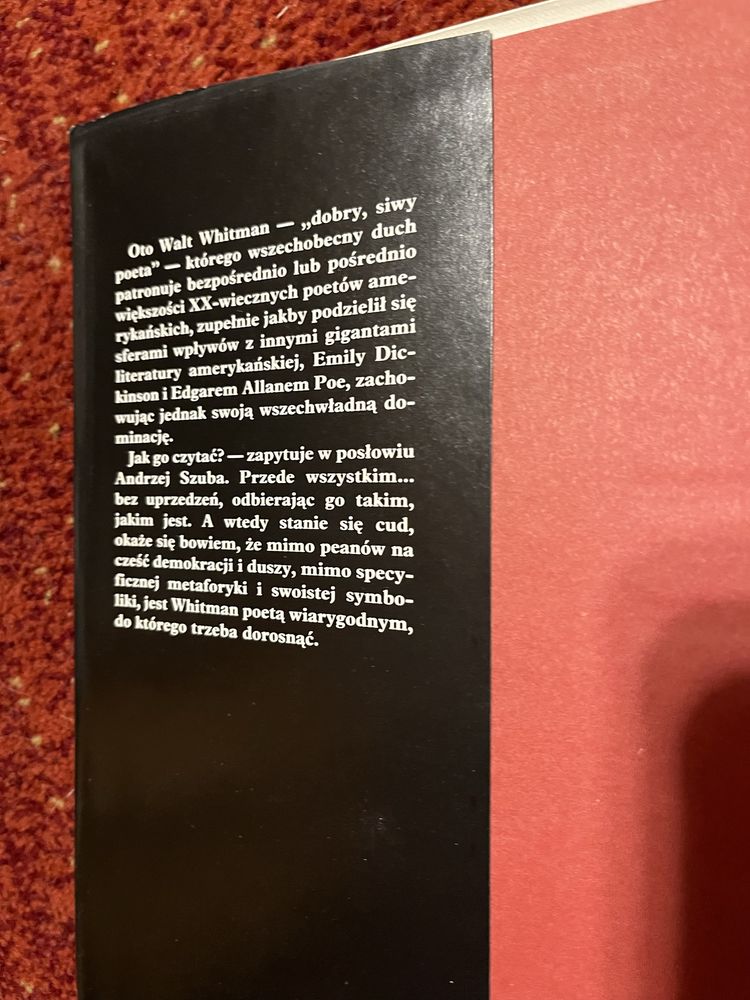 Oto Walt Whitman — „dobry, siwy
poeta” — którego wszechobecny duch
patronuje bezpośrednio lub pośrednio
większości XX-wiecznych poetów ame-
rykańskich, zupełnie jakby podzielił się
sferami wpływów z innymi gigantami
literatury amerykańskiej, Emily Dic-
kinson i Edgarem Allanem Poe, zacho-
wując jednak swoją wszechwładną do-
minację.
Jak go czytać? — zapytuje w posłowiu
Andrzej Szuba. Przede wszystkim...
bez uprzedzeń, odbierając go takim,
jakim jest. A wtedy stanie się cud,
okaże się bowiem, że mimo peanów na
cześć demokracji i duszy, mimo specy-
ficznej metaforyki i swoistej symbo-
liki, jest Whitman poetą wiarygodnym,
do którego trzeba dorosnąć.